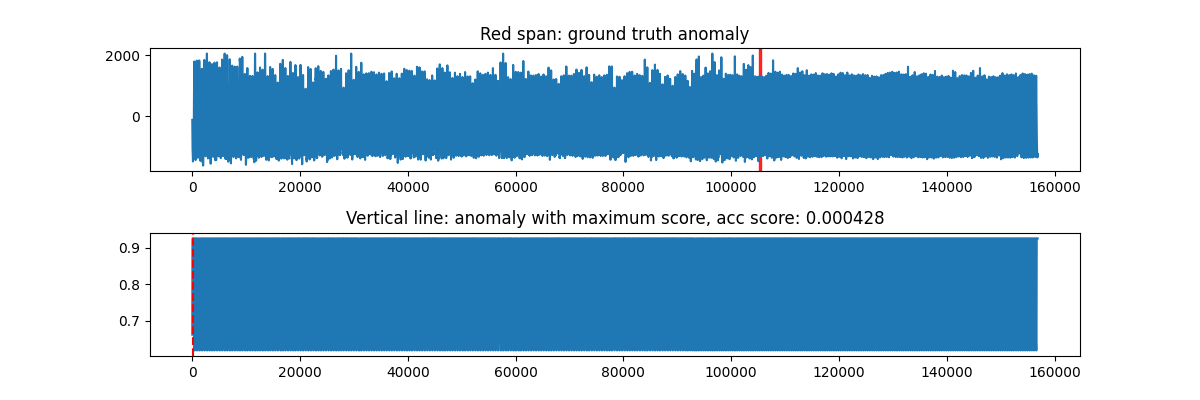 Red span: ground truth anomaly
2000
0
0 20000 40000 60000 80000 100000 120000 140000 160000
Vertical line: anomaly with maximum score, acc score: 0.000428
0.9
0.8
0.7
0 20000 40000 60000 80000 100000 120000 140000 160000